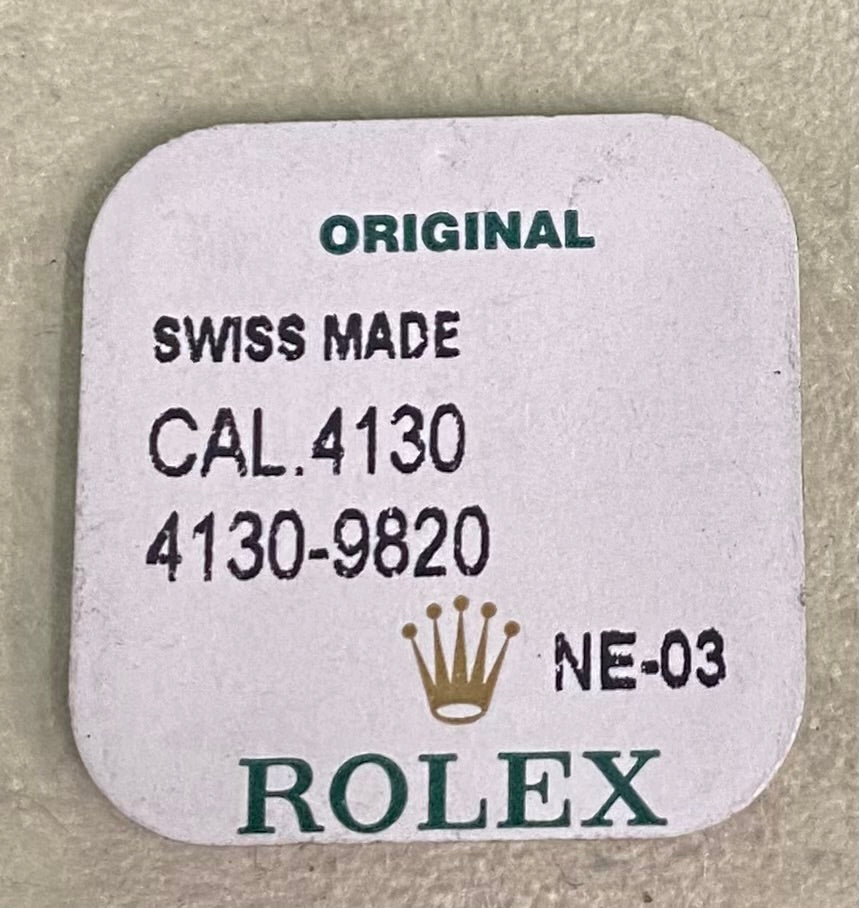 ORIGINAL
SWISS MADE
CAL.4130
4130-9820
NE-03
ROLEX